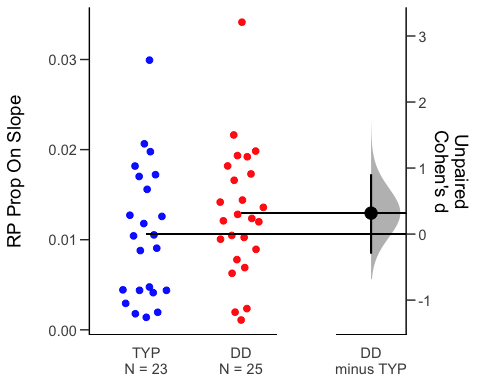 RP Prop On Slope
0.03
0.02
0.01
0.00
TYP
N = 23
DD
N = 25
DD
minus TYP
3
2
1
0
-1
Unpaired
Cohen's d